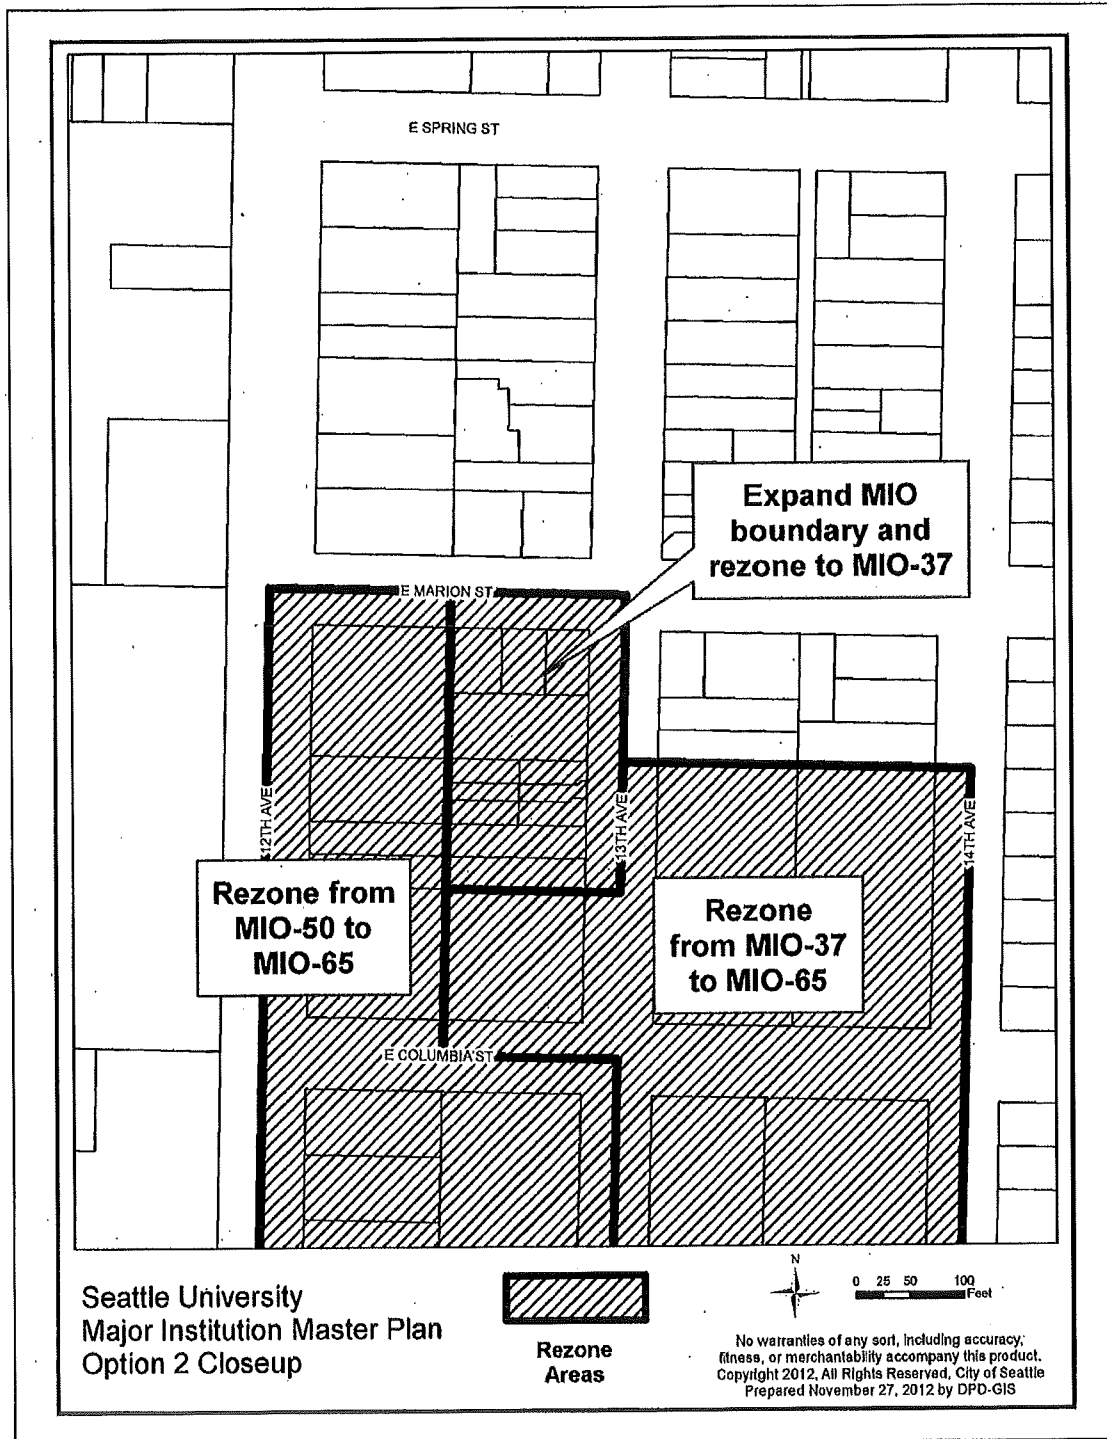 E SPRING ST
Expand MIO
boundary and
rezone to MIO-37
E MARION ST
12TH AVE
13TH AVE
14TH AVE
Rezone from
MIO-50 to
MIO-65
Rezone
from MIO-37
to MIO-65
E COLUMBIA ST
Seattle University
Major Institution Master Plan
Option 2 Closeup
Rezone
Areas
N
0 25 50 100
Feet
No warranties of any sort, including accuracy,
fitness, or merchantability accompany this product.
Copyright 2012, All Rights Reserved, City of Seattle
Prepared November 27, 2012 by DPD-GIS